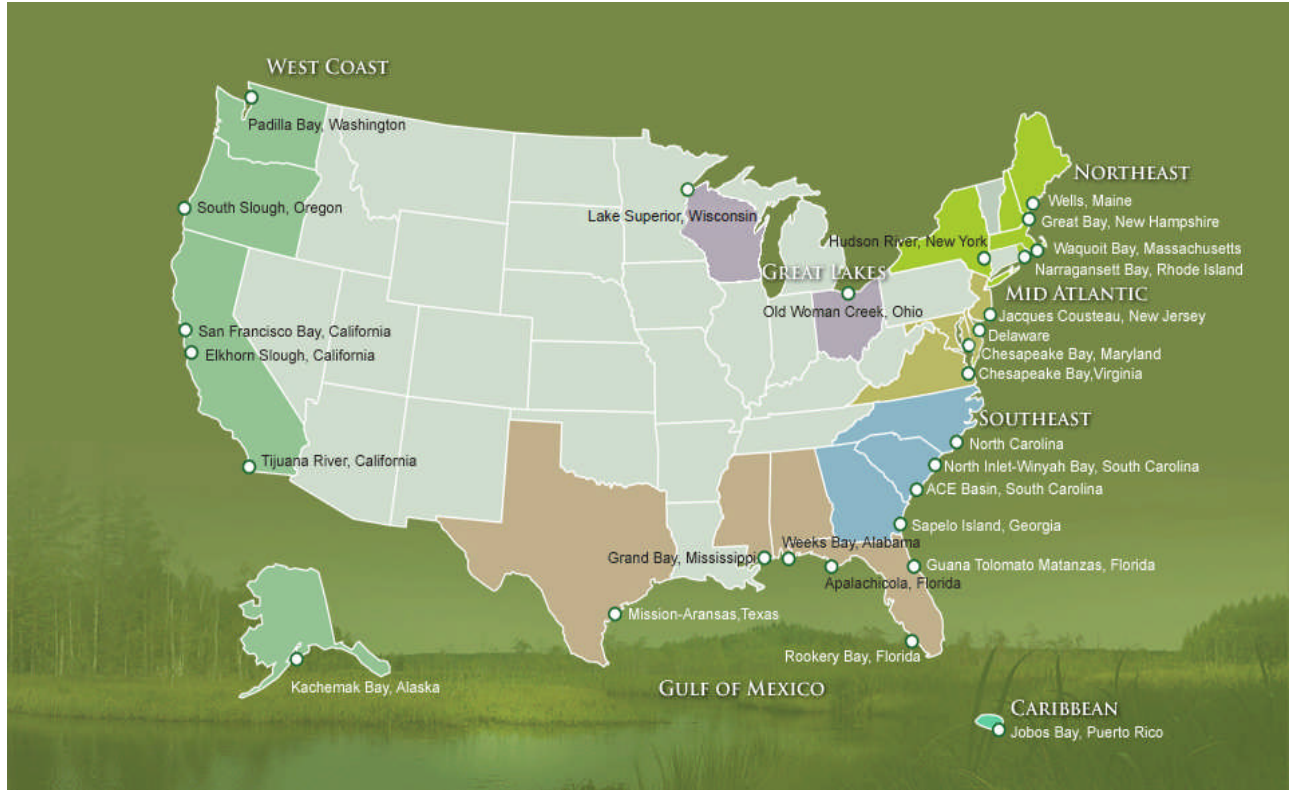 WEST COAST
Padilla Bay, Washington
South Slough, Oregon
San Francisco Bay, California
Elkhorn Slough, California
Tijuana River, California
Kachemak Bay, Alaska
Lake Superior, Wisconsin
GREAT LAKES
Old Woman Creek, Ohio
NORTHEAST
Wells, Maine
Great Bay, New Hampshire
Hudson River, New York
Waquoit Bay, Massachusetts
Narragansett Bay, Rhode Island
MID ATLANTIC
Jacques Cousteau, New Jersey
Delaware
Chesapeake Bay, Maryland
Chesapeake Bay,Virginia
SOUTHEAST
North Carolina
North Inlet-Winyah Bay, South Carolina
ACE Basin, South Carolina
Sapelo Island, Georgia
Guana Tolomato Matanzas, Florida
Weeks Bay, Alabama
Grand Bay, Mississippi
Apalachicola, Florida
Mission-Aransas,Texas
Rookery Bay, Florida
GULF OF MEXICO
CARIBBEAN
Jobos Bay, Puerto Rico